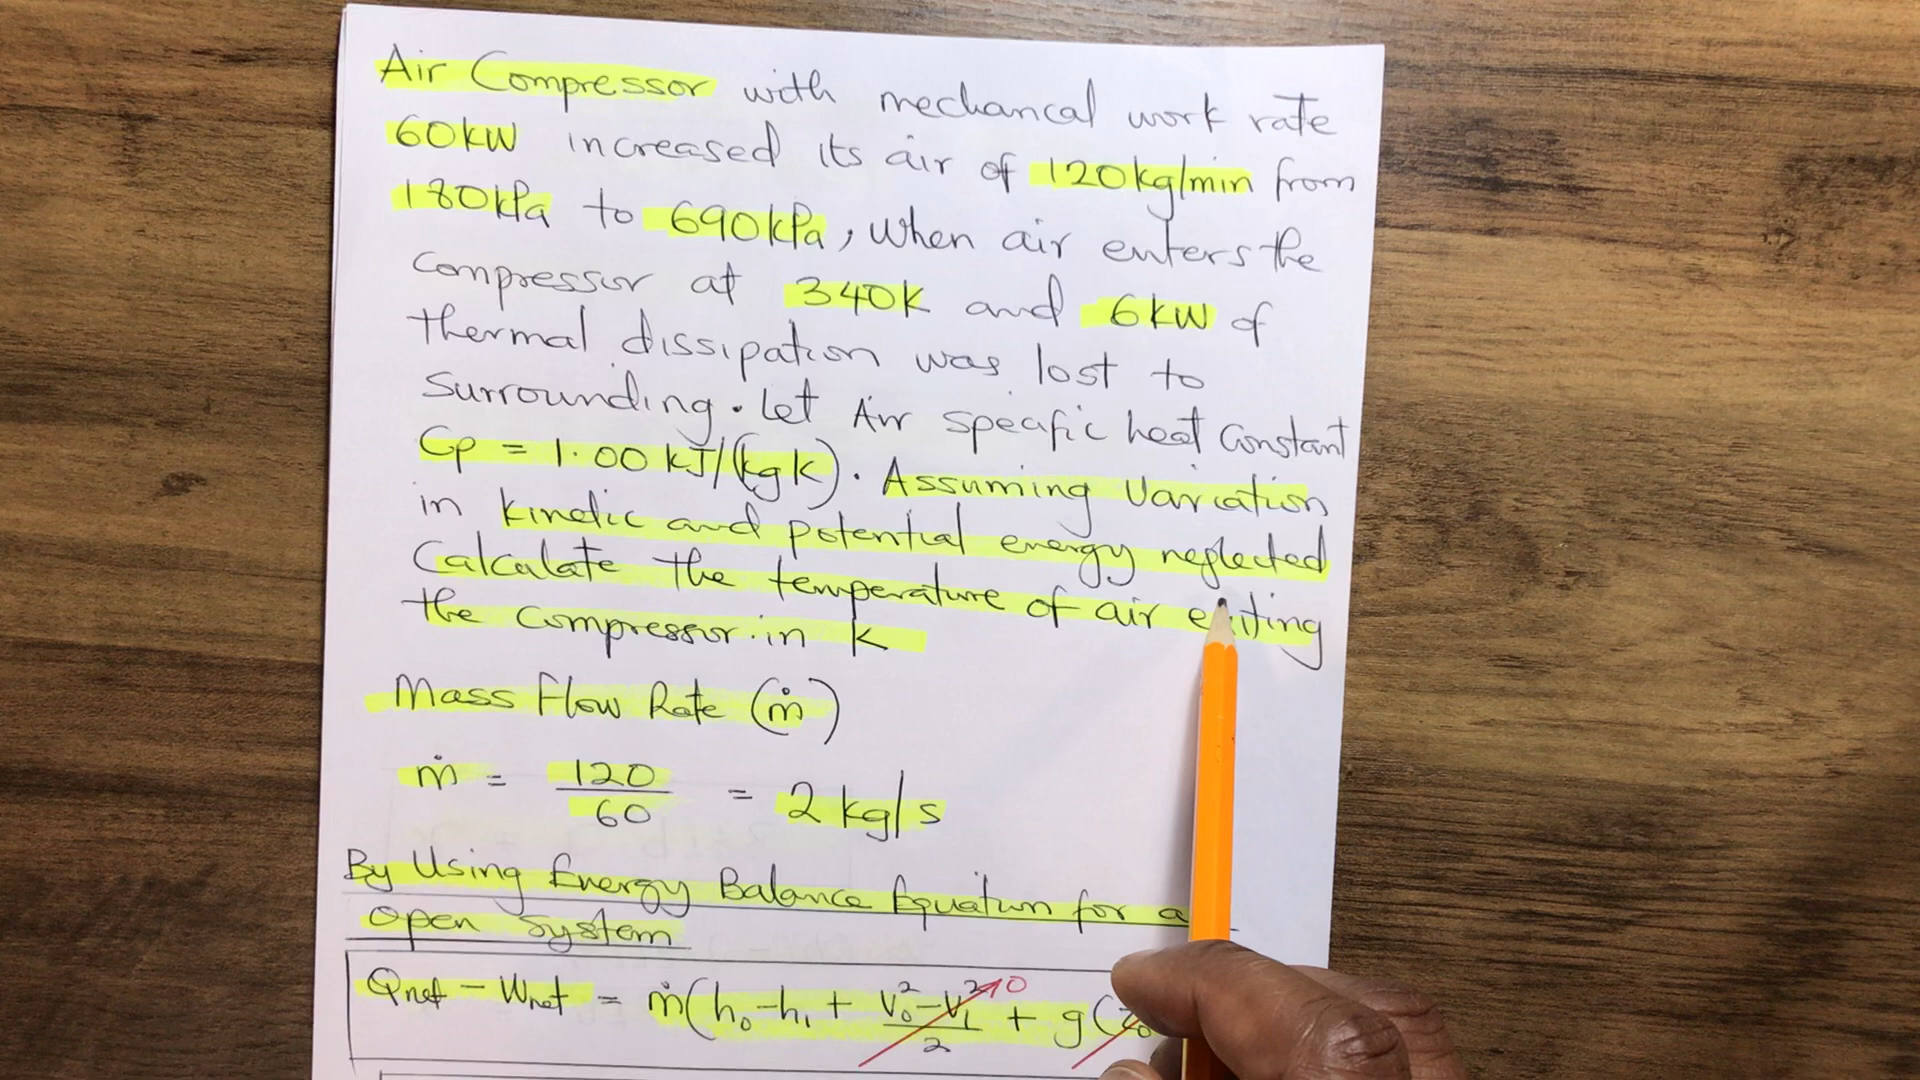 Air Compressor with mechancal work rate
60kW increased its air of 120kg/min from
180kPa to 690kPa, when air enters the
Compressor at 340K and 6kW of
thermal dissipation was lost to
Surrounding. Let Air specific heat Constant
Cp = 1.00 kJ/(kg K). Assuming Variation
in kinetic and potential energy neglected
Calculate the temperature of air exiting
the compressor in K
Mass Flow Rate (ṁ)
ṁ = 120/60 = 2 kg/s
By Using Energy Balance Equation for a
open system
Qnet - Wnet = ṁ(h₀-h₁ + (V₀²-V₁²)/2 0 + g(z₀